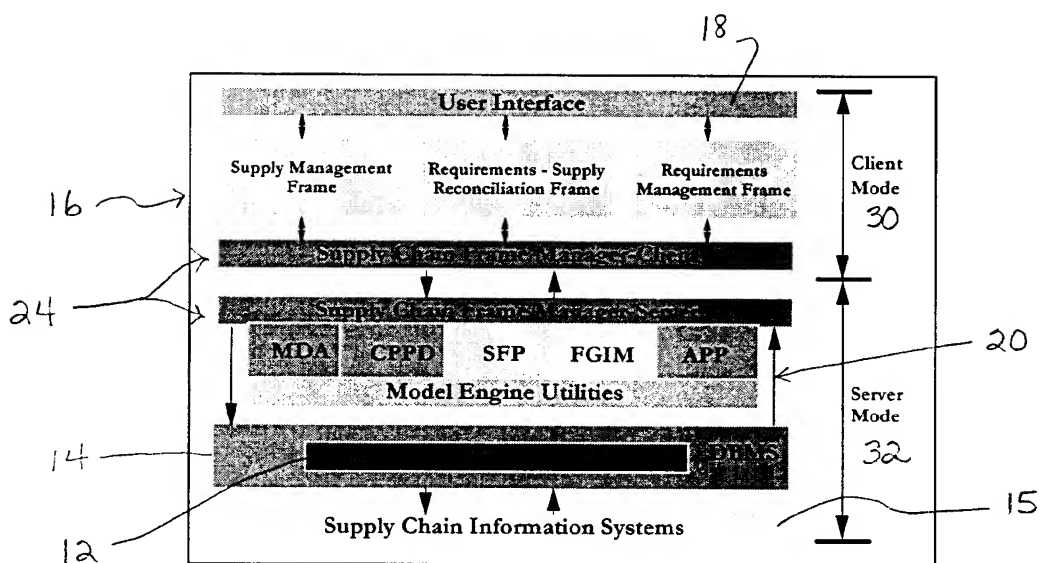 18
User Interface
Supply Management
Frame
Requirements - Supply
Reconciliation Frame
Requirements
Management Frame
Client
Mode
30
16
Supply Chain Frame Manager-Client
24
Supply Chain Frame Manager-Server
MDA
CPPD
SFP
FGIM
APP
20
Model Engine Utilities
Server
Mode
32
14
DBMS
Supply Chain Information Systems
15
12